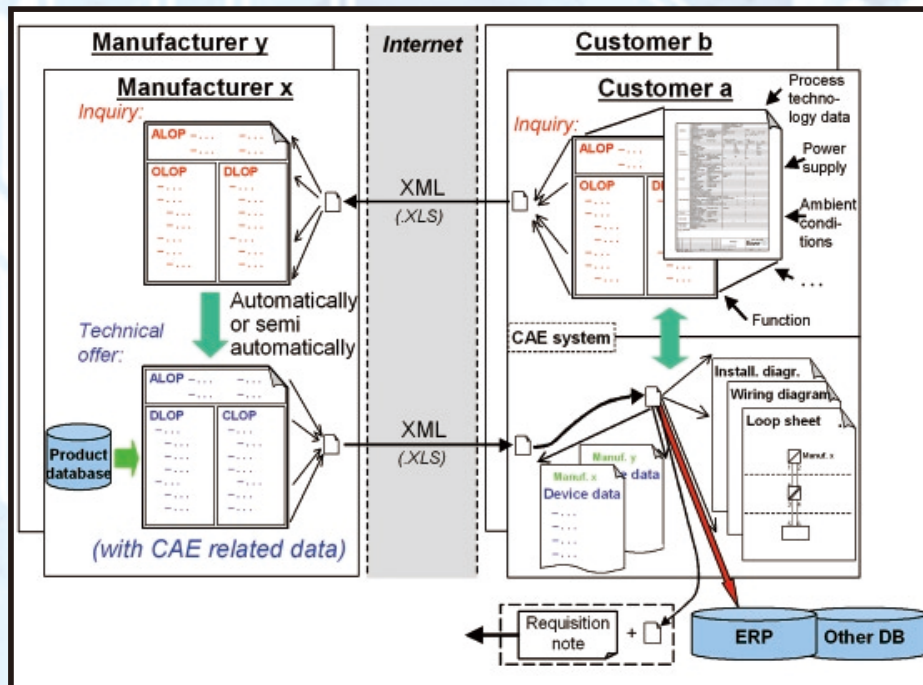 Manufacturer y
Manufacturer x
Inquiry:
ALOP –... –...
–... –...
OLOP
–...
–...
–...
–...
–...
–...
DLOP
–...
–...
–...
–...
–...
–...
Automatically
or semi
automatically
Technical
offer:
ALOP –... –...
–... –...
DLOP
–...
–...
–...
–...
–...
–...
CLOP
–...
–...
–...
–...
–...
–...
Product
database
(with CAE related data)
Internet
XML
(.XLS)
XML
(.XLS)
Customer b
Customer a
Inquiry:
ALOP –...
–...
OLOP
–...
–...
–...
–...
–...
–...
–...
–...
–...
–...
–...
–...
Process
techno-
logy data
Power
supply
Ambient
condi-
tions
...
Function
CAE system
Install. diagr.
Wiring diagram
Loop sheet
Manuf. x
Manuf. y
Manuf. x
Device data
–...
–...
–...
–...
Requisition
note
+
ERP
Other DB